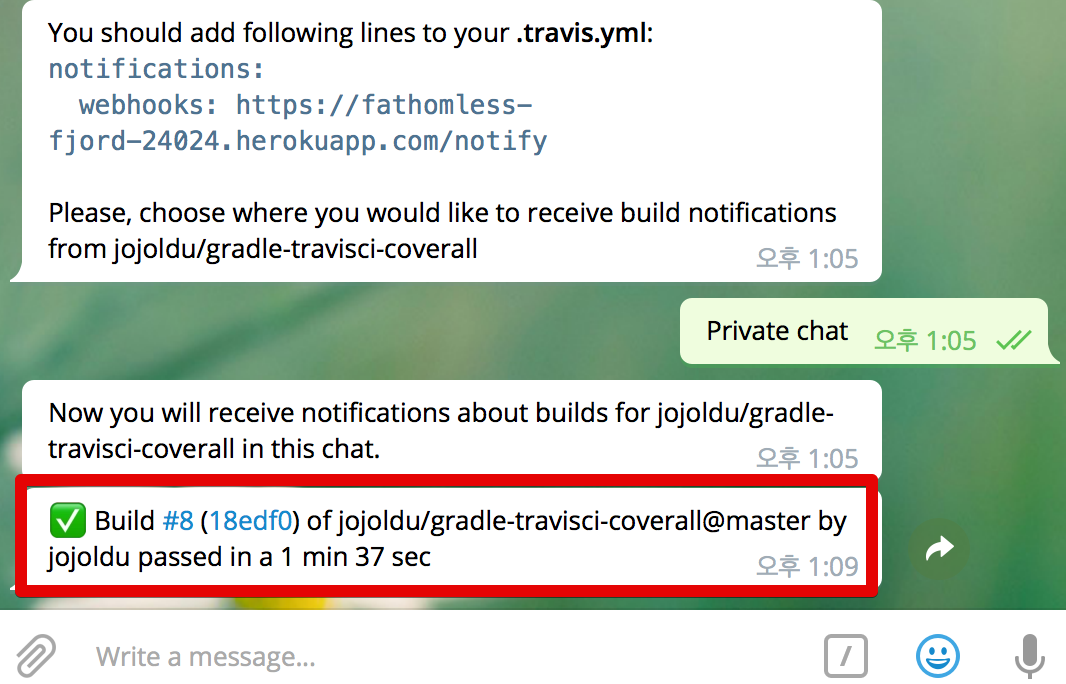 You should add following lines to your .travis.yml:
notifications:
  webhooks: https://fathomless-
fjord-24024.herokuapp.com/notify
Please, choose where you would like to receive build notifications
from jojoldu/gradle-travisci-coverall
오후 1:05
Private chat
오후 1:05
Now you will receive notifications about builds for jojoldu/gradle-
travisci-coverall in this chat.
오후 1:05
Build #8 (18edf0) of jojoldu/gradle-travisci-coverall@master by
jojoldu passed in a 1 min 37 sec
오후 1:09
Write a message...
/